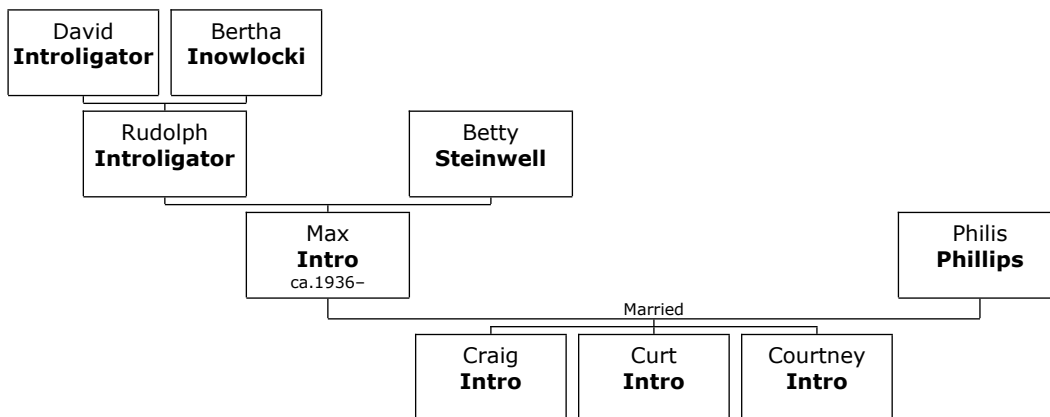 David
Introligator
Bertha
Inowlocki
Rudolph
Introligator
Betty
Steinwell
Max
Intro
ca.1936–
Philis
Phillips
Married
Craig
Intro
Curt
Intro
Courtney
Intro